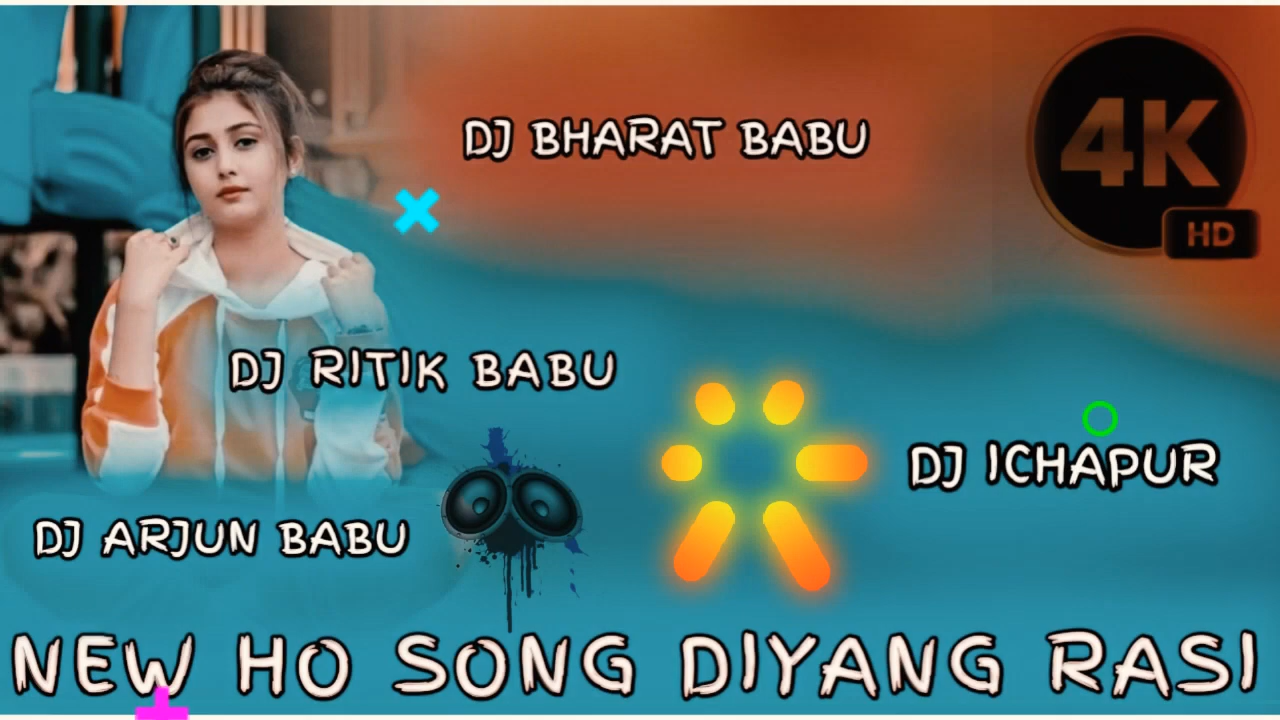 DJ BHARAT BABU
4K
HD
DJ RITIK BABU
DJ ICHAPUR
DJ ARJUN BABU
NEW HO SONG DIYANG RASI